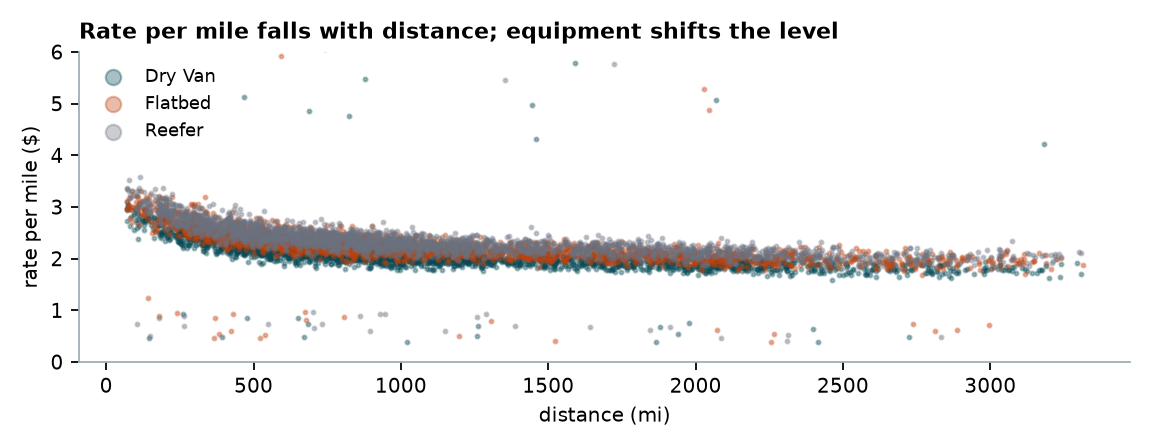 Rate per mile falls with distance; equipment shifts the level
6
5
4
3
2
1
0
rate per mile ($)
Dry Van
Flatbed
Reefer
0 500 1000 1500 2000 2500 3000
distance (mi)